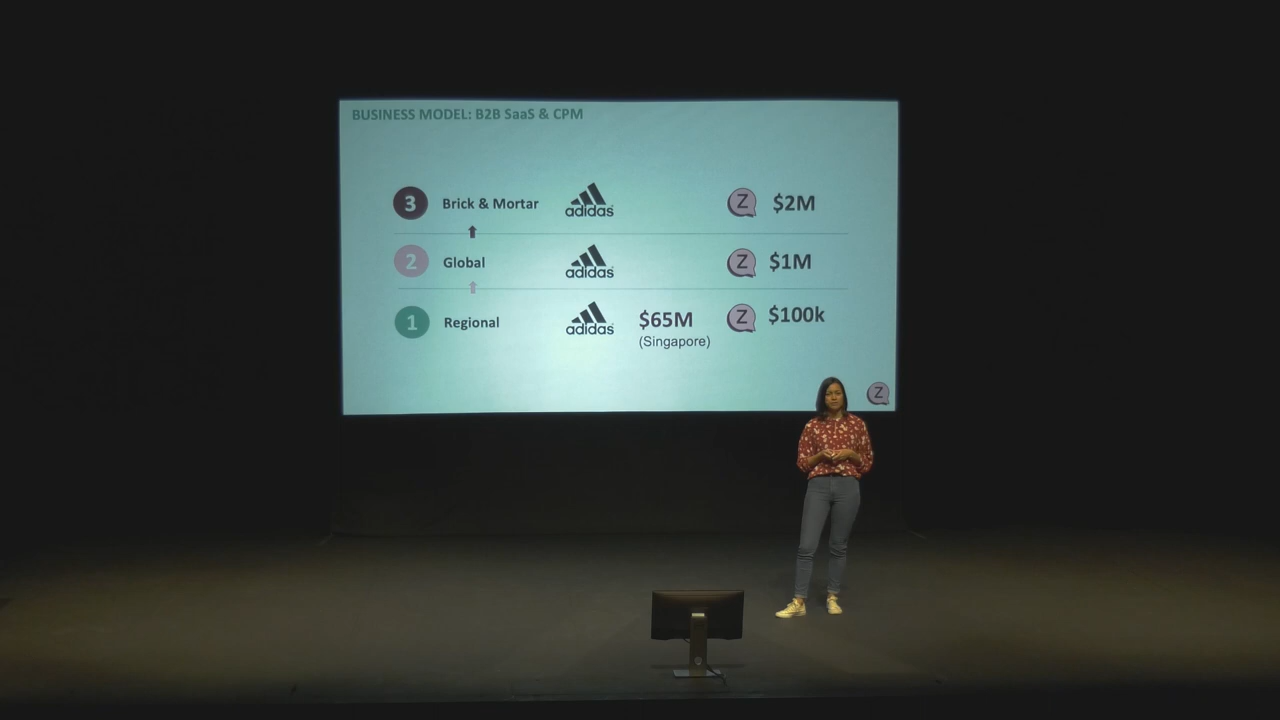 BUSINESS MODEL: B2B SaaS & CPM
3 Brick & Mortar adidas Z $2M
2 Global adidas Z $1M
1 Regional adidas $65M Z $100k
(Singapore)
Z